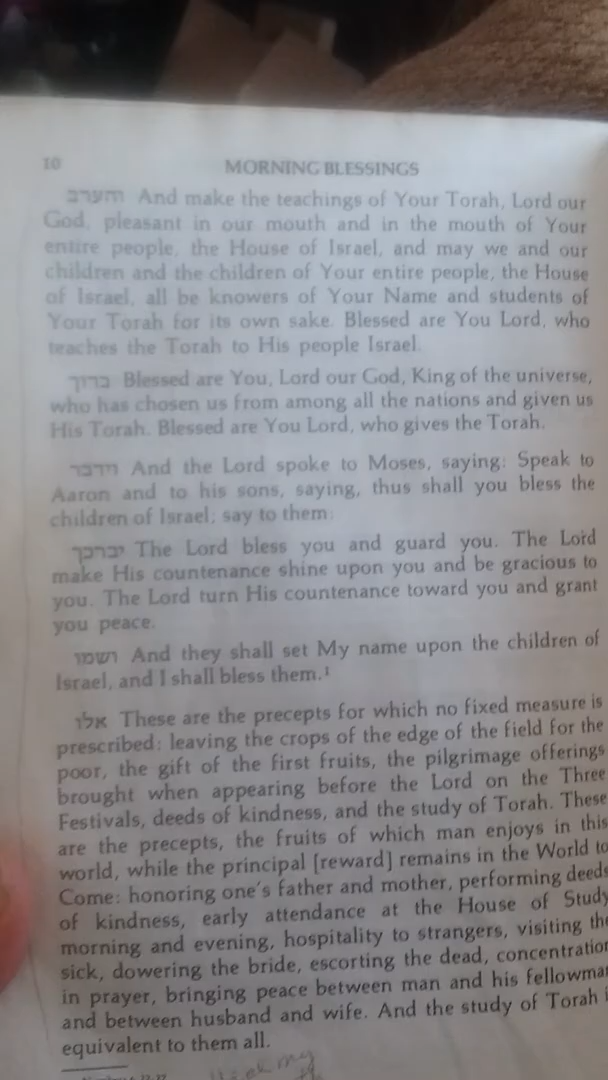 10
MORNING BLESSINGS
והערב And make the teachings of Your Torah, Lord our
God, pleasant in our mouth and in the mouth of Your
entire people, the House of Israel, and may we and our
children and the children of Your entire people, the House
of Israel, all be knowers of Your Name and students of
Your Torah for its own sake. Blessed are You Lord, who
teaches the Torah to His people Israel.
ברוך Blessed are You, Lord our God, King of the universe,
who has chosen us from among all the nations and given us
His Torah. Blessed are You Lord, who gives the Torah.
וידבר And the Lord spoke to Moses, saying: Speak to
Aaron and to his sons, saying, thus shall you bless the
children of Israel; say to them:
יברכך The Lord bless you and guard you. The Lord
make His countenance shine upon you and be gracious to
you. The Lord turn His countenance toward you and grant
you peace.
ושמו And they shall set My name upon the children of
Israel, and I shall bless them.¹
אלו These are the precepts for which no fixed measure is
prescribed: leaving the crops of the edge of the field for the
poor, the gift of the first fruits, the pilgrimage offerings
brought when appearing before the Lord on the Three
Festivals, deeds of kindness, and the study of Torah. These
are the precepts, the fruits of which man enjoys in this
world, while the principal [reward] remains in the World to
Come: honoring one's father and mother, performing deeds
of kindness, early attendance at the House of Study
morning and evening, hospitality to strangers, visiting the
sick, dowering the bride, escorting the dead, concentration
in prayer, bringing peace between man and his fellowman
and between husband and wife. And the study of Torah i
equivalent to them all.
my